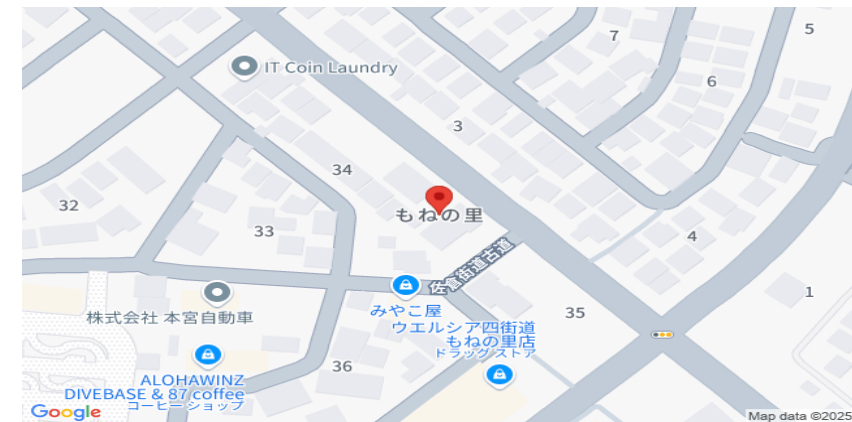 7
5
IT Coin Laundry
6
3
34
32
もねの里
33
4
佐倉街道古道
1
みやこ屋
株式会社 本宮自動車
35
ウエルシア四街道
もねの里店
ドラッグストア
36
ALOHAWINZ
DIVEBASE & 87 coffee
コーヒー ショップ
Google
Map data ©2025